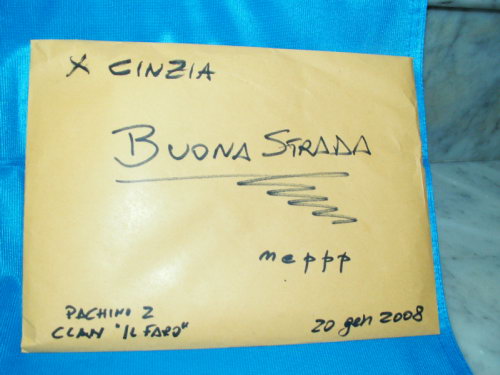 X CINZIA
BUONA STRADA
meppp
PACHINO 2
CLAN "IL FARO"
20 gen 2008